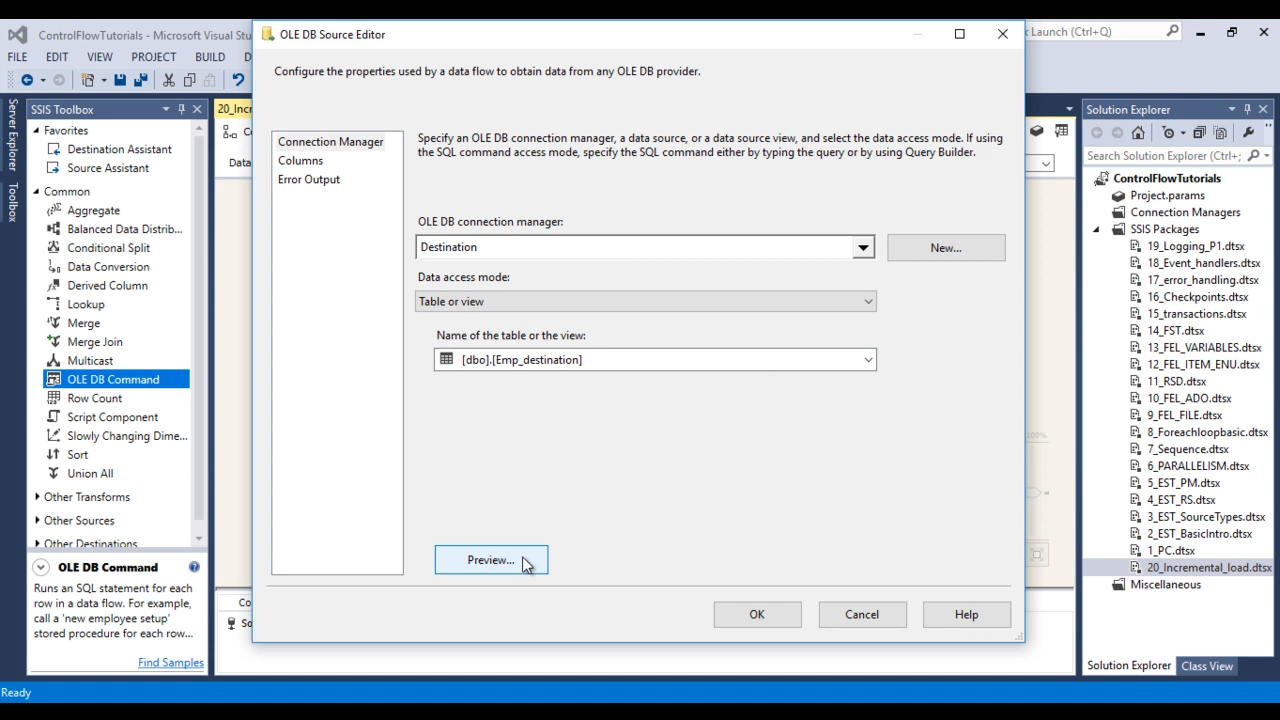 ControlFlowTutorials - Microsoft Visual Stu
OLE DB Source Editor
Launch (Ctrl+Q)
FILE EDIT VIEW PROJECT BUILD D
Configure the properties used by a data flow to obtain data from any OLE DB provider.
Server Explorer
Toolbox
SSIS Toolbox
Favorites
Destination Assistant
Source Assistant
Common
Aggregate
Balanced Data Distrib...
Conditional Split
Data Conversion
Derived Column
Lookup
Merge
Merge Join
Multicast
OLE DB Command
Row Count
Script Component
Slowly Changing Dime...
Sort
Union All
Other Transforms
Other Sources
Other Destinations
OLE DB Command
Runs an SQL statement for each
row in a data flow. For example,
call a 'new employee setup'
stored procedure for each row...
Find Samples
20_Incr
Co
Data
Connection Manager
Columns
Error Output
Specify an OLE DB connection manager, a data source, or a data source view, and select the data access mode. If using
the SQL command access mode, specify the SQL command either by typing the query or by using Query Builder.
OLE DB connection manager:
Destination
New...
Data access mode:
Table or view
Name of the table or the view:
[dbo].[Emp_destination]
Preview...
OK Cancel Help
100%
Co
So
Solution Explorer
Search Solution Explorer (Ctrl+;
ControlFlowTutorials
Project.params
Connection Managers
SSIS Packages
19_Logging_P1.dtsx
18_Event_handlers.dtsx
17_error_handling.dtsx
16_Checkpoints.dtsx
15_transactions.dtsx
14_FST.dtsx
13_FEL_VARIABLES.dtsx
12_FEL_ITEM_ENU.dtsx
11_RSD.dtsx
10_FEL_ADO.dtsx
9_FEL_FILE.dtsx
8_Foreachloopbasic.dtsx
7_Sequence.dtsx
6_PARALLELISM.dtsx
5_EST_PM.dtsx
4_EST_RS.dtsx
3_EST_SourceTypes.dtsx
2_EST_BasicIntro.dtsx
1_PC.dtsx
20_Incremental_load.dtsx
Miscellaneous
Solution Explorer Class View
Ready